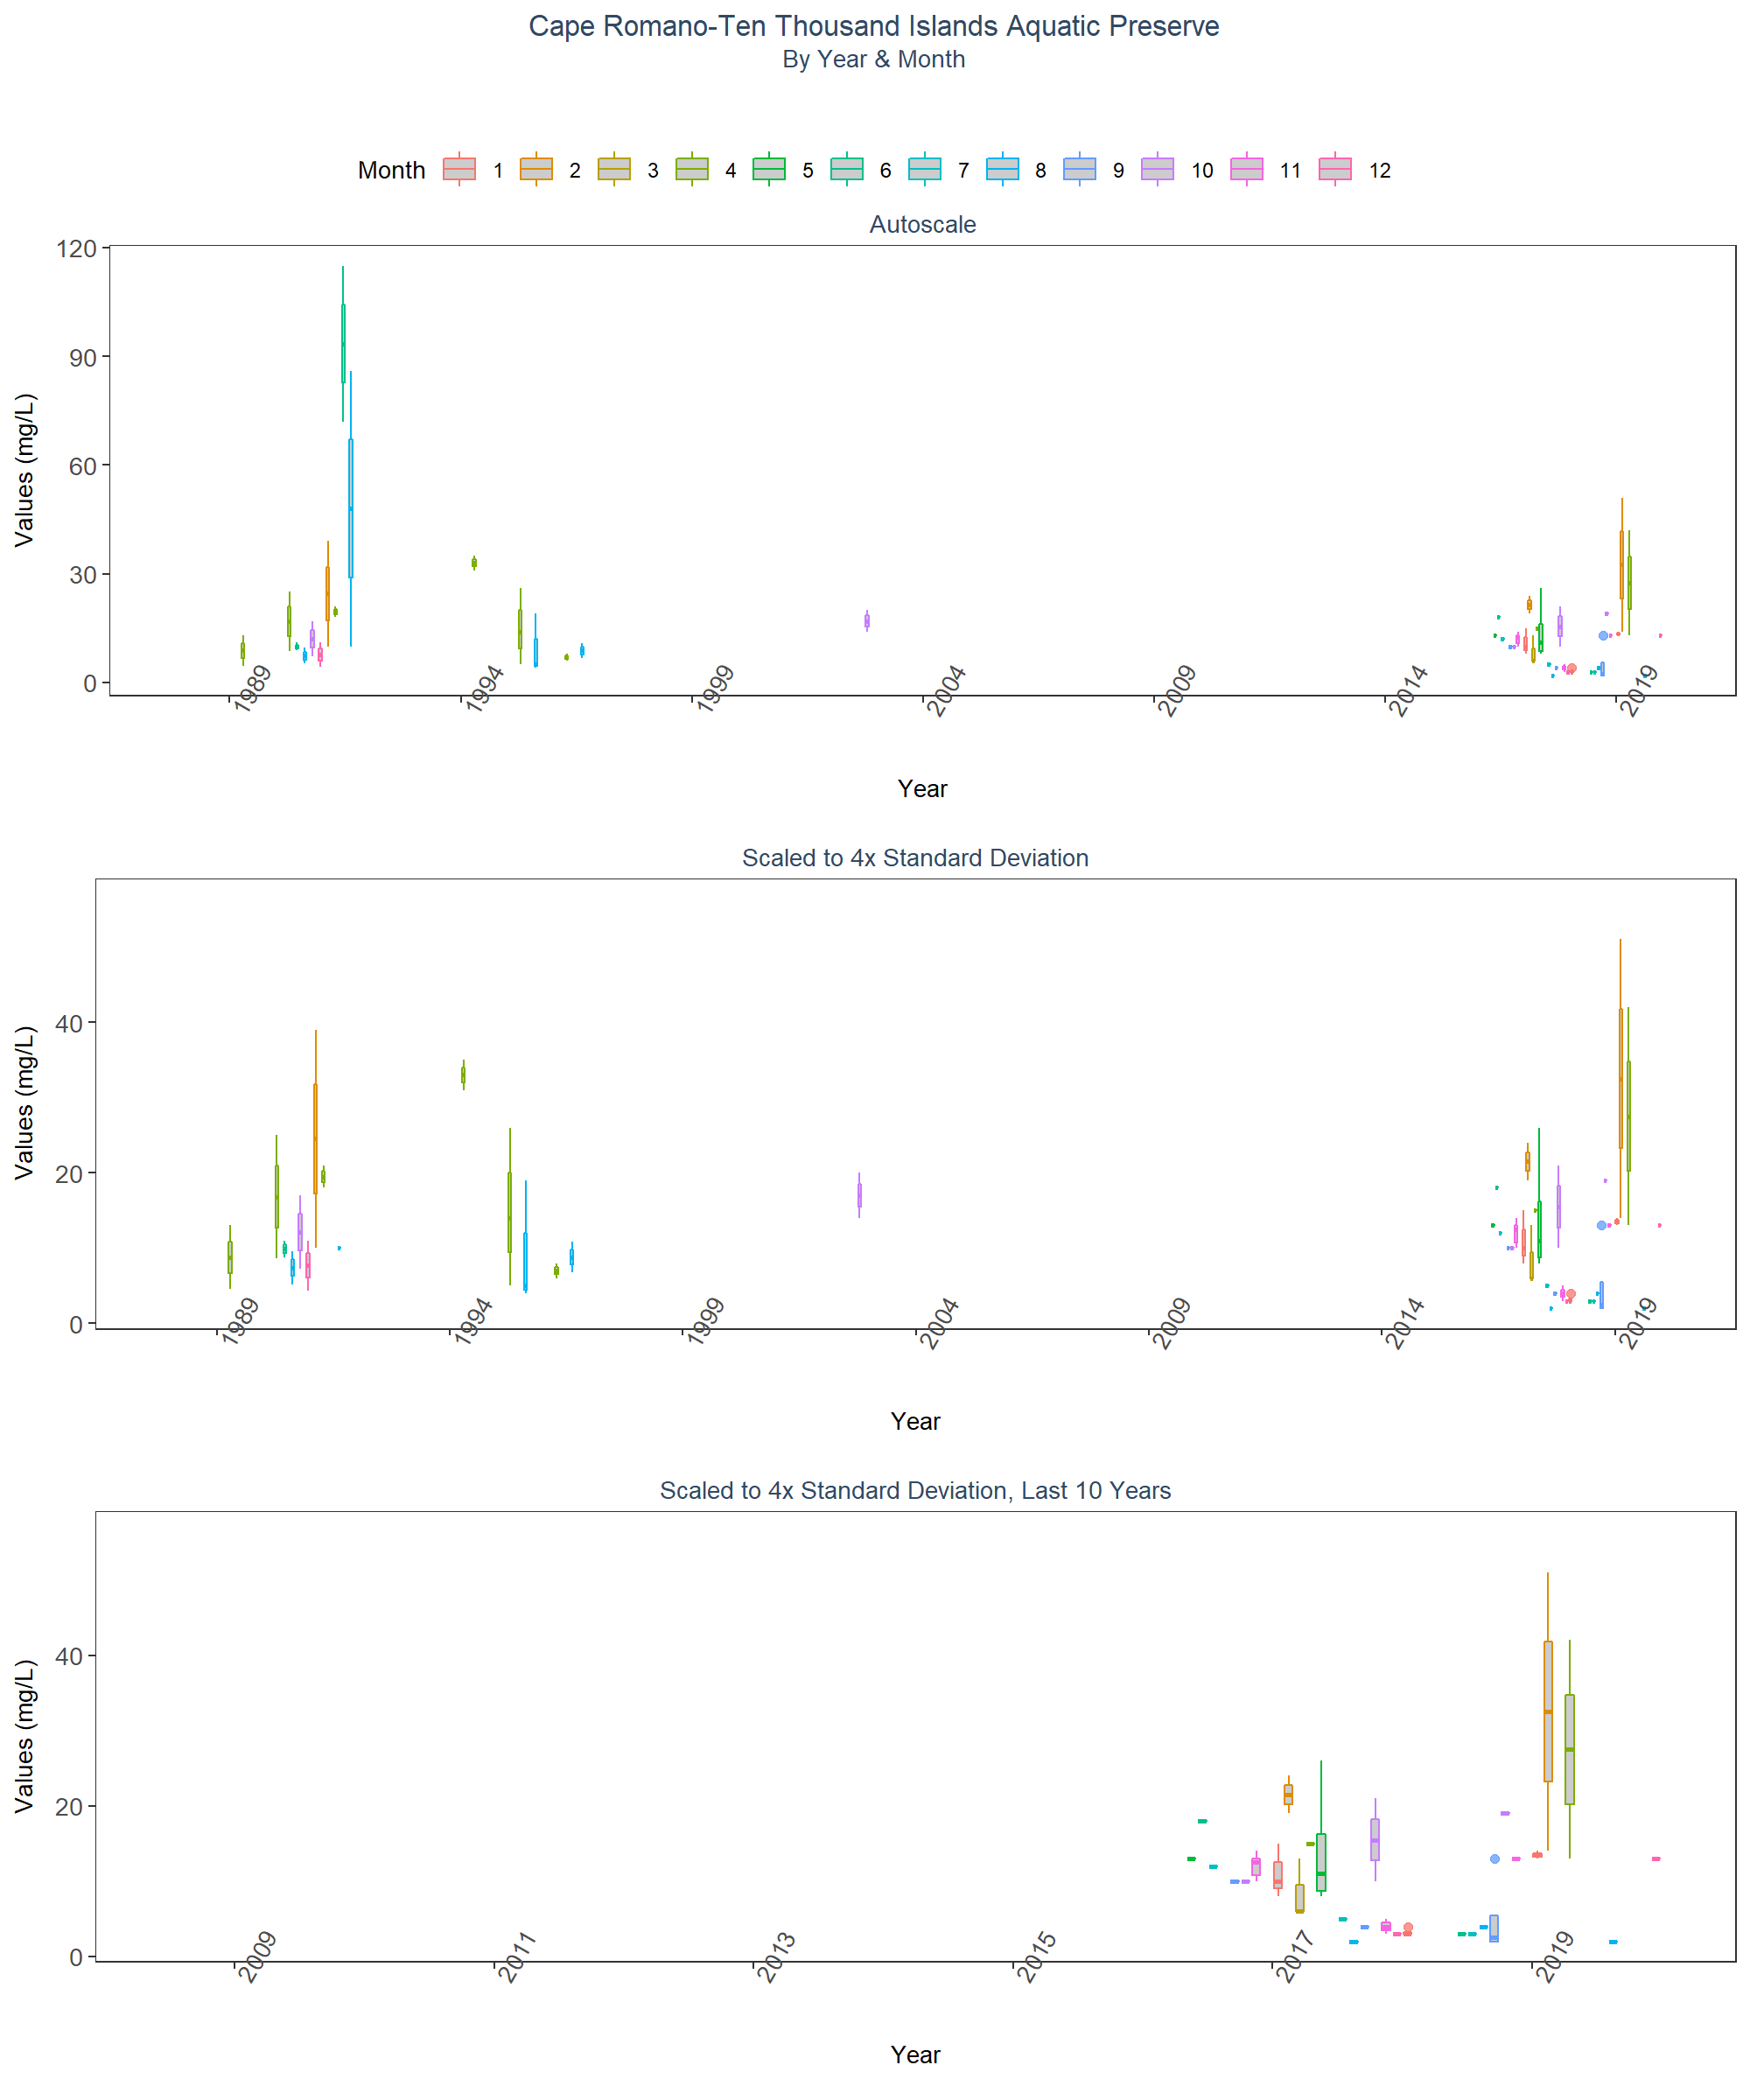 Cape Romano-Ten Thousand Islands Aquatic Preserve
By Year & Month
Month 1 2 3 4 5 6 7 8 9 10 11 12
Autoscale
Values (mg/L)
120
90
60
30
0
1989 1994 1999 2004 2009 2014 2019
Year
Scaled to 4x Standard Deviation
Values (mg/L)
40
20
0
1989 1994 1999 2004 2009 2014 2019
Year
Scaled to 4x Standard Deviation, Last 10 Years
Values (mg/L)
40
20
0
2009 2011 2013 2015 2017 2019
Year